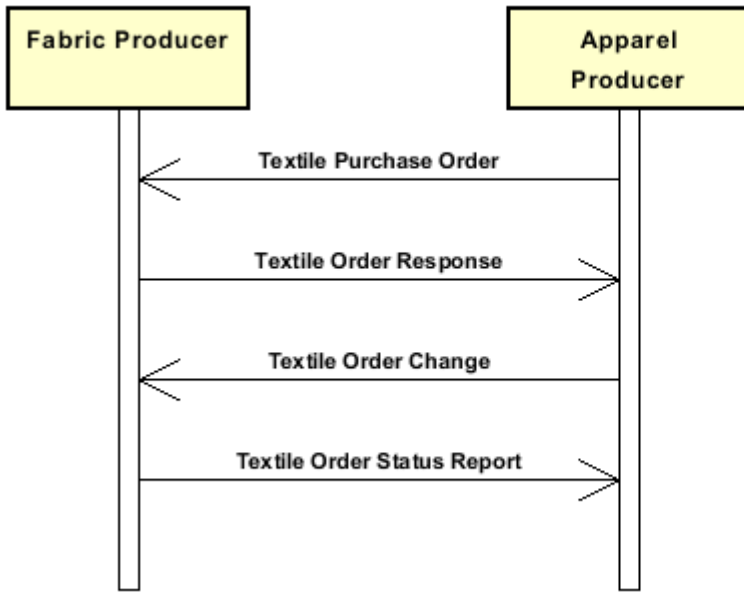 Fabric Producer
Apparel
Producer
Textile Purchase Order
Textile Order Response
Textile Order Change
Textile Order Status Report